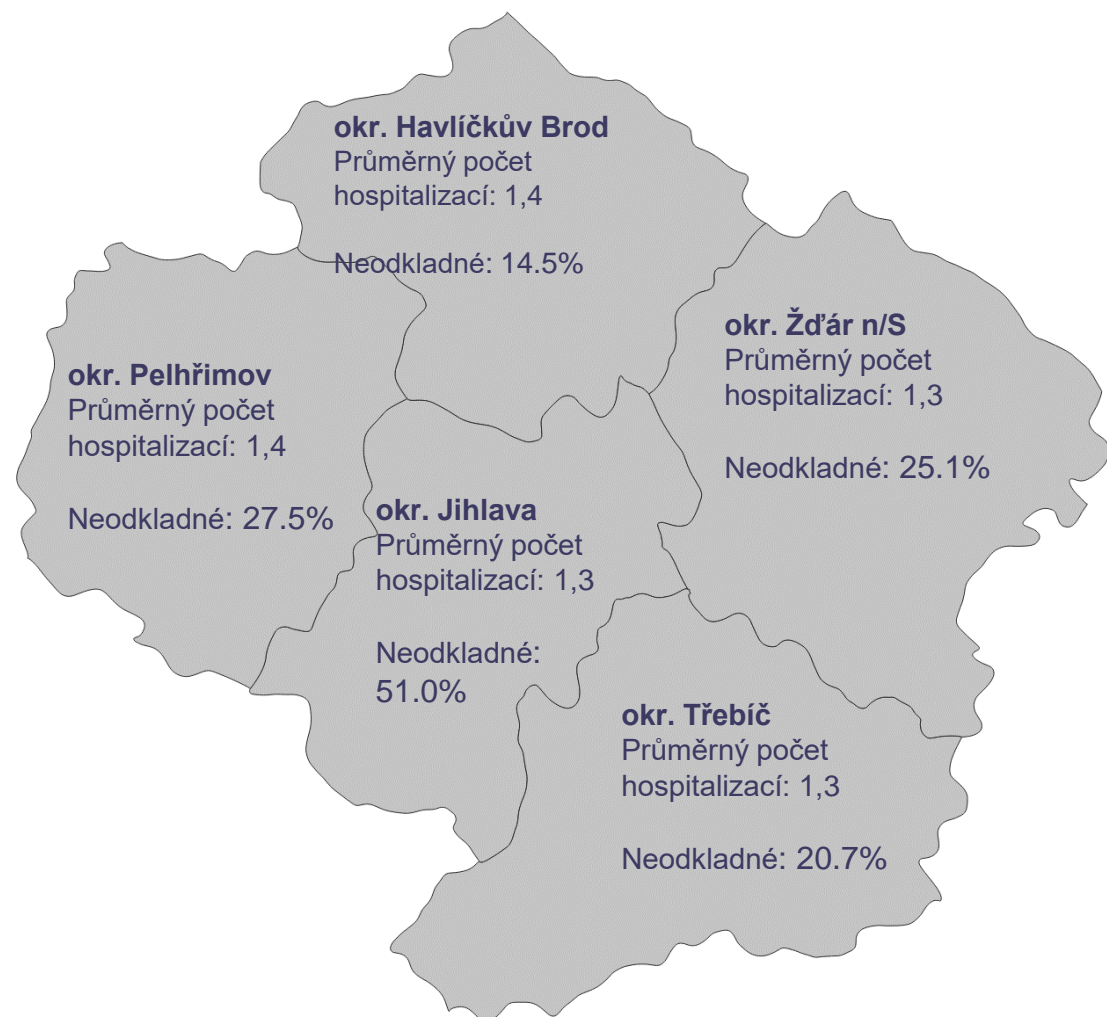 okr. Havlíčkův Brod
Průměrný počet
hospitalizací: 1,4
Neodkladné: 14.5%
okr. Žďár n/S
Průměrný počet
hospitalizací: 1,3
Neodkladné: 25.1%
okr. Pelhřimov
Průměrný počet
hospitalizací: 1,4
Neodkladné: 27.5%
okr. Jihlava
Průměrný počet
hospitalizací: 1,3
Neodkladné:
51.0%
okr. Třebíč
Průměrný počet
hospitalizací: 1,3
Neodkladné: 20.7%